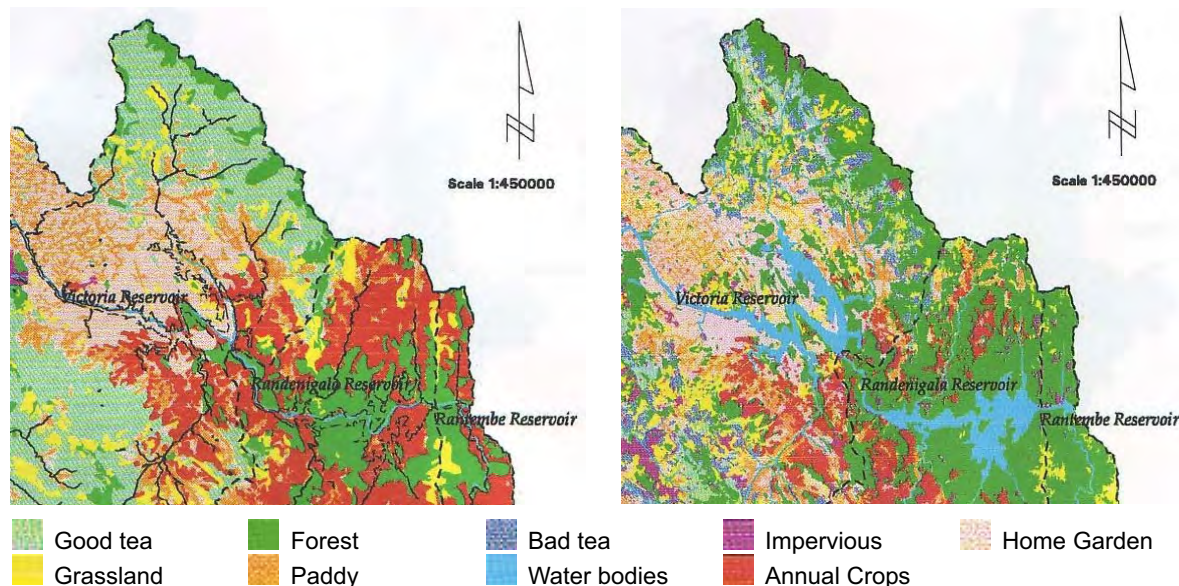 Scale 1:450000
Victoria Reservoir
Randenigala Reservoir
Rantembe Reservoir
Scale 1:450000
Victoria Reservoir
Randenigala Reservoir
Rantembe Reservoir
Good tea
Forest
Bad tea
Impervious
Home Garden
Grassland
Paddy
Water bodies
Annual Crops